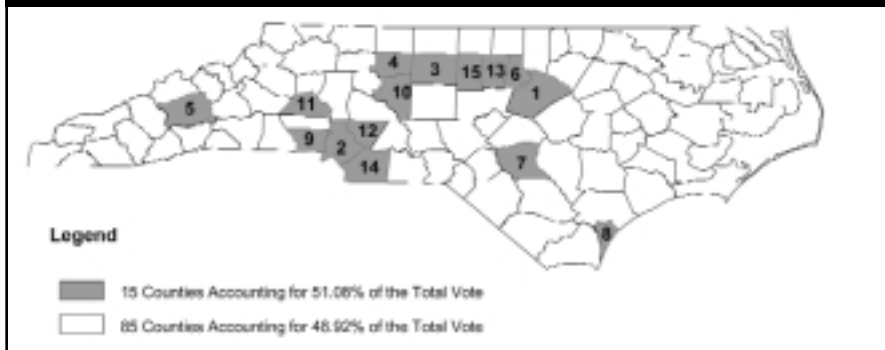 4 3 15 13 6
5 11 10 1
12
9 2
14 7
8
Legend
15 Counties Accounting for 51.08% of the Total Vote
85 Counties Accounting for 48.92% of the Total Vote